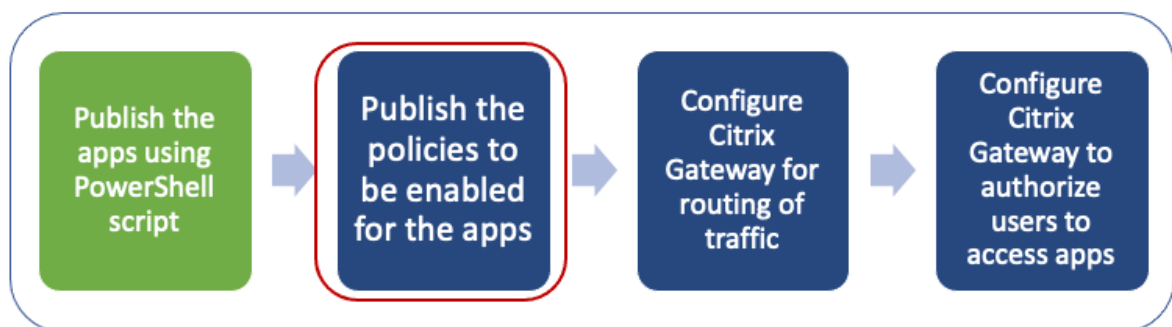 Publish the
apps using
PowerShell
script
Publish the
policies to
be enabled
for the apps
Configure
Citrix
Gateway for
routing of
traffic
Configure
Citrix
Gateway to
authorize
users to
access apps